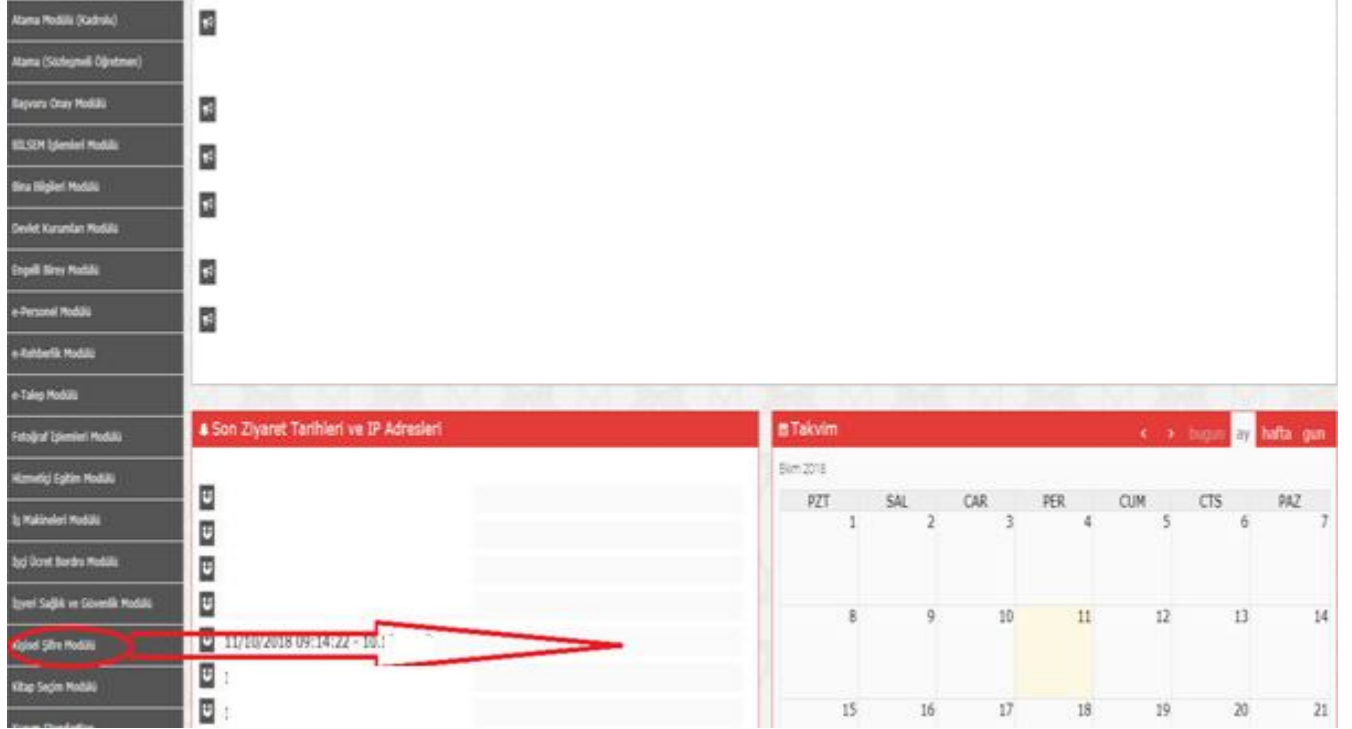 Atama Modülü (Kadrolu)
Atama (Sözleşmeli Öğretmen)
Başvuru Onay Modülü
BİLSEM İşlemleri Modülü
Bina Bilgileri Modülü
Devlet Kurumları Modülü
Engelli Birey Modülü
e-Personel Modülü
e-Rehberlik Modülü
e-Talep Modülü
Fotoğraf İşlemleri Modülü
Hizmetiçi Eğitim Modülü
İş Makineleri Modülü
İşçi Ücret Bordro Modülü
İşyeri Sağlık ve Güvenlik Modülü
Kişisel Şifre Modülü
Kitap Seçim Modülü
Son Ziyaret Tarihleri ve IP Adresleri
11/10/2018 09:14:22 - 10.
Takvim
< > bugun ay hafta gun
Ekim 2018
PZT SAL CAR PER CUM CTS PAZ
1 2 3 4 5 6 7
8 9 10 11 12 13 14
15 16 17 18 19 20 21